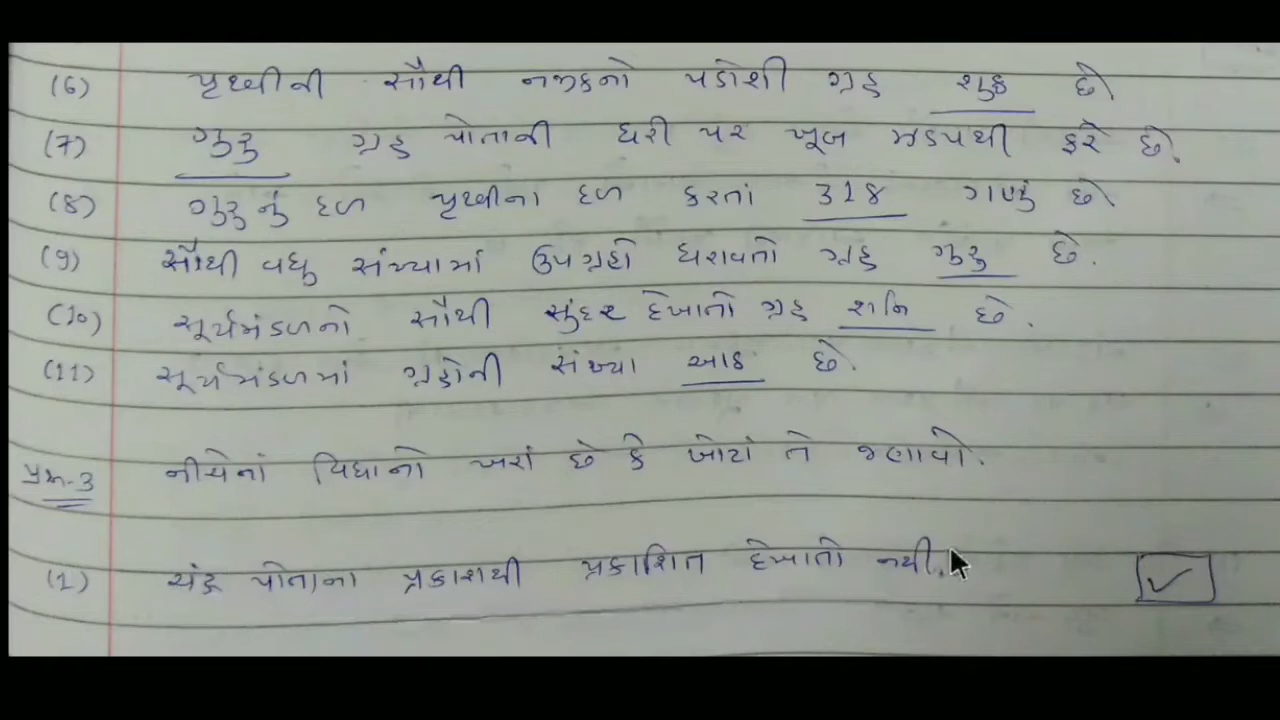 (6) પૃથ્વીની સૌથી નજીકનો પડોશી ગ્રહ શુક્ર છે
(7) ગુરુ ગ્રહ પોતાની ધરી પર ખૂબ ઝડપથી ફરે છે.
(8) ગુરુનું દળ પૃથ્વીના દળ કરતાં 318 ગણું છે
(9) સૌથી વધુ સંખ્યામાં ઉપગ્રહો ધરાવતો ગ્રહ ગુરુ છે.
(10) સૂર્યમંડળનો સૌથી સુંદર દેખાતો ગ્રહ શનિ છે.
(11) સૂર્યમંડળમાં ગ્રહોની સંખ્યા આઠ છે.
પ્રશ્ન-3 નીચેનાં વિધાનો ખરાં છે કે ખોટાં તે જણાવો.
(1) ચંદ્ર પોતાના પ્રકાશથી પ્રકાશિત દેખાતો નથી. ✓